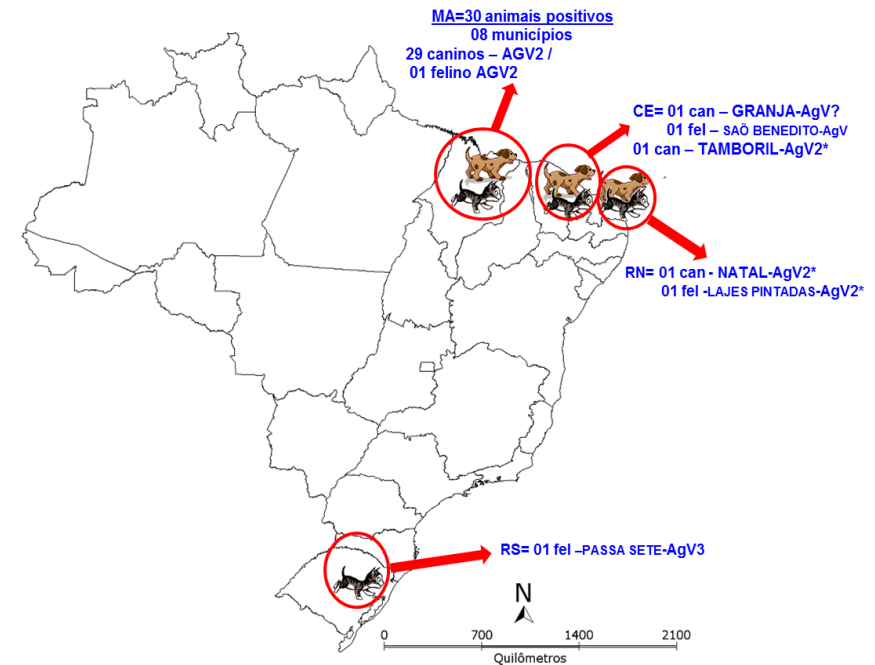 MA=30 animais positivos
08 municípios
29 caninos – AGV2 /
01 felino AGV2
CE= 01 can – GRANJA-AgV?
01 fel – SAÕ BENEDITO-AgV
01 can – TAMBORIL-AgV2*
RN= 01 can - NATAL-AgV2*
01 fel -LAJES PINTADAS-AgV2*
RS= 01 fel –PASSA SETE-AgV3
N
0 700 1400 2100
Quilômetros